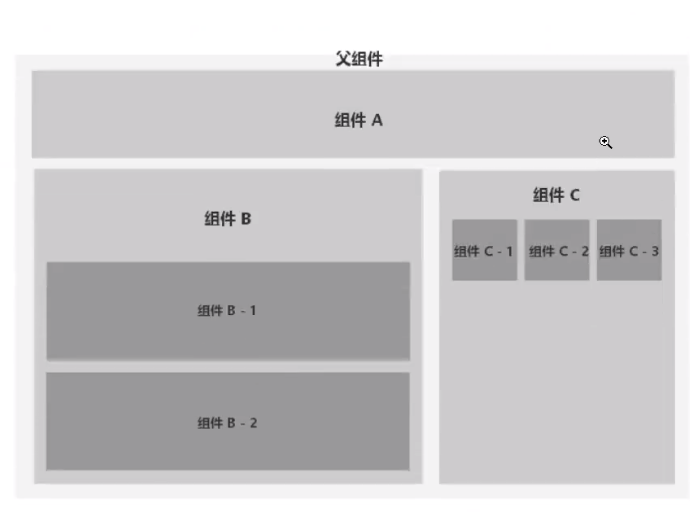 父组件
组件 A
组件 B
组件 B - 1
组件 B - 2
组件 C
组件 C - 1
组件 C - 2
组件 C - 3